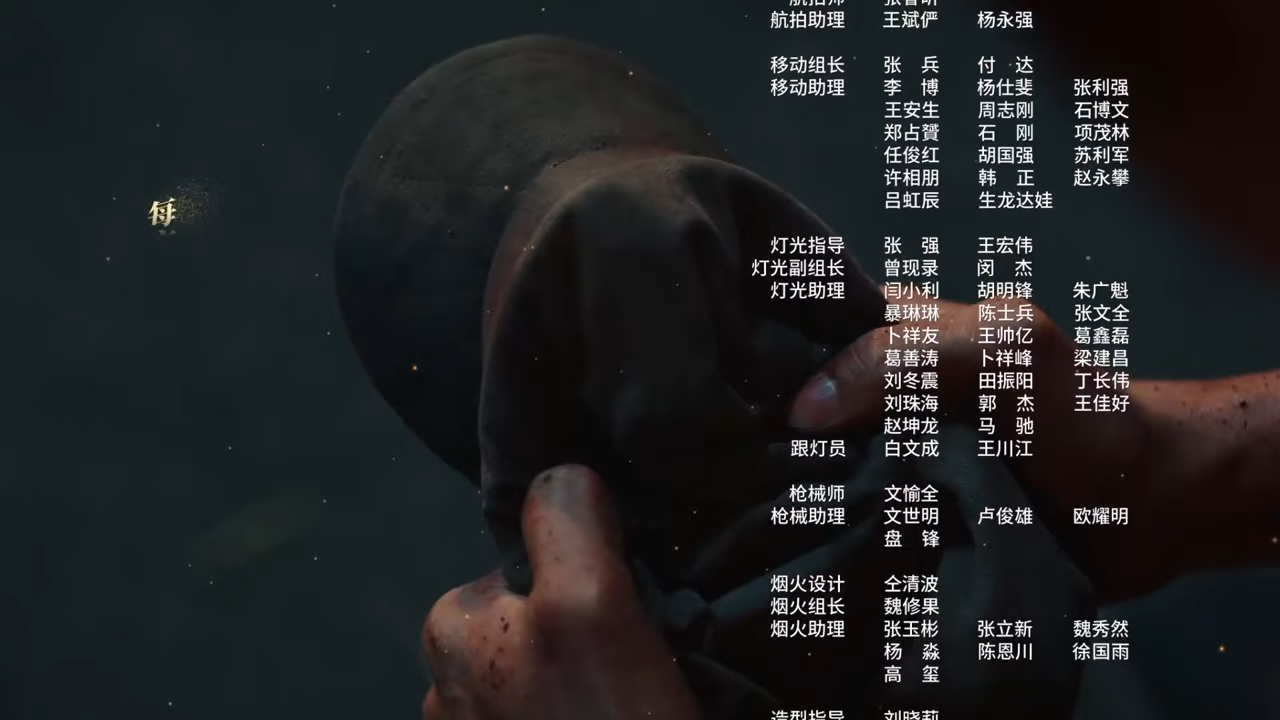 航拍助理 王斌俨 杨永强
移动组长 张 兵 付 达
移动助理 李 博 杨仕斐 张利强
王安生 周志刚 石博文
郑占赟 石 刚 项茂林
任俊红 胡国强 苏利军
许相朋 韩 正 赵永攀
吕虹辰 生龙达娃
每
灯光指导 张 强 王宏伟
灯光副组长 曾现录 闵 杰
灯光助理 闫小利 胡明锋 朱广魁
暴琳琳 陈士兵 张文全
卜祥友 王帅亿 葛鑫磊
葛善涛 卜祥峰 梁建昌
刘冬震 田振阳 丁长伟
刘珠海 郭 杰 王佳好
赵坤龙 马 驰
跟灯员 白文成 王川江
枪械师 文愉全
枪械助理 文世明 卢俊雄 欧耀明
盘 锋
烟火设计 仝清波
烟火组长 魏修果
烟火助理 张玉彬 张立新 魏秀然
杨 淼 陈恩川 徐国雨
高 玺
造型指导 刘晓莉